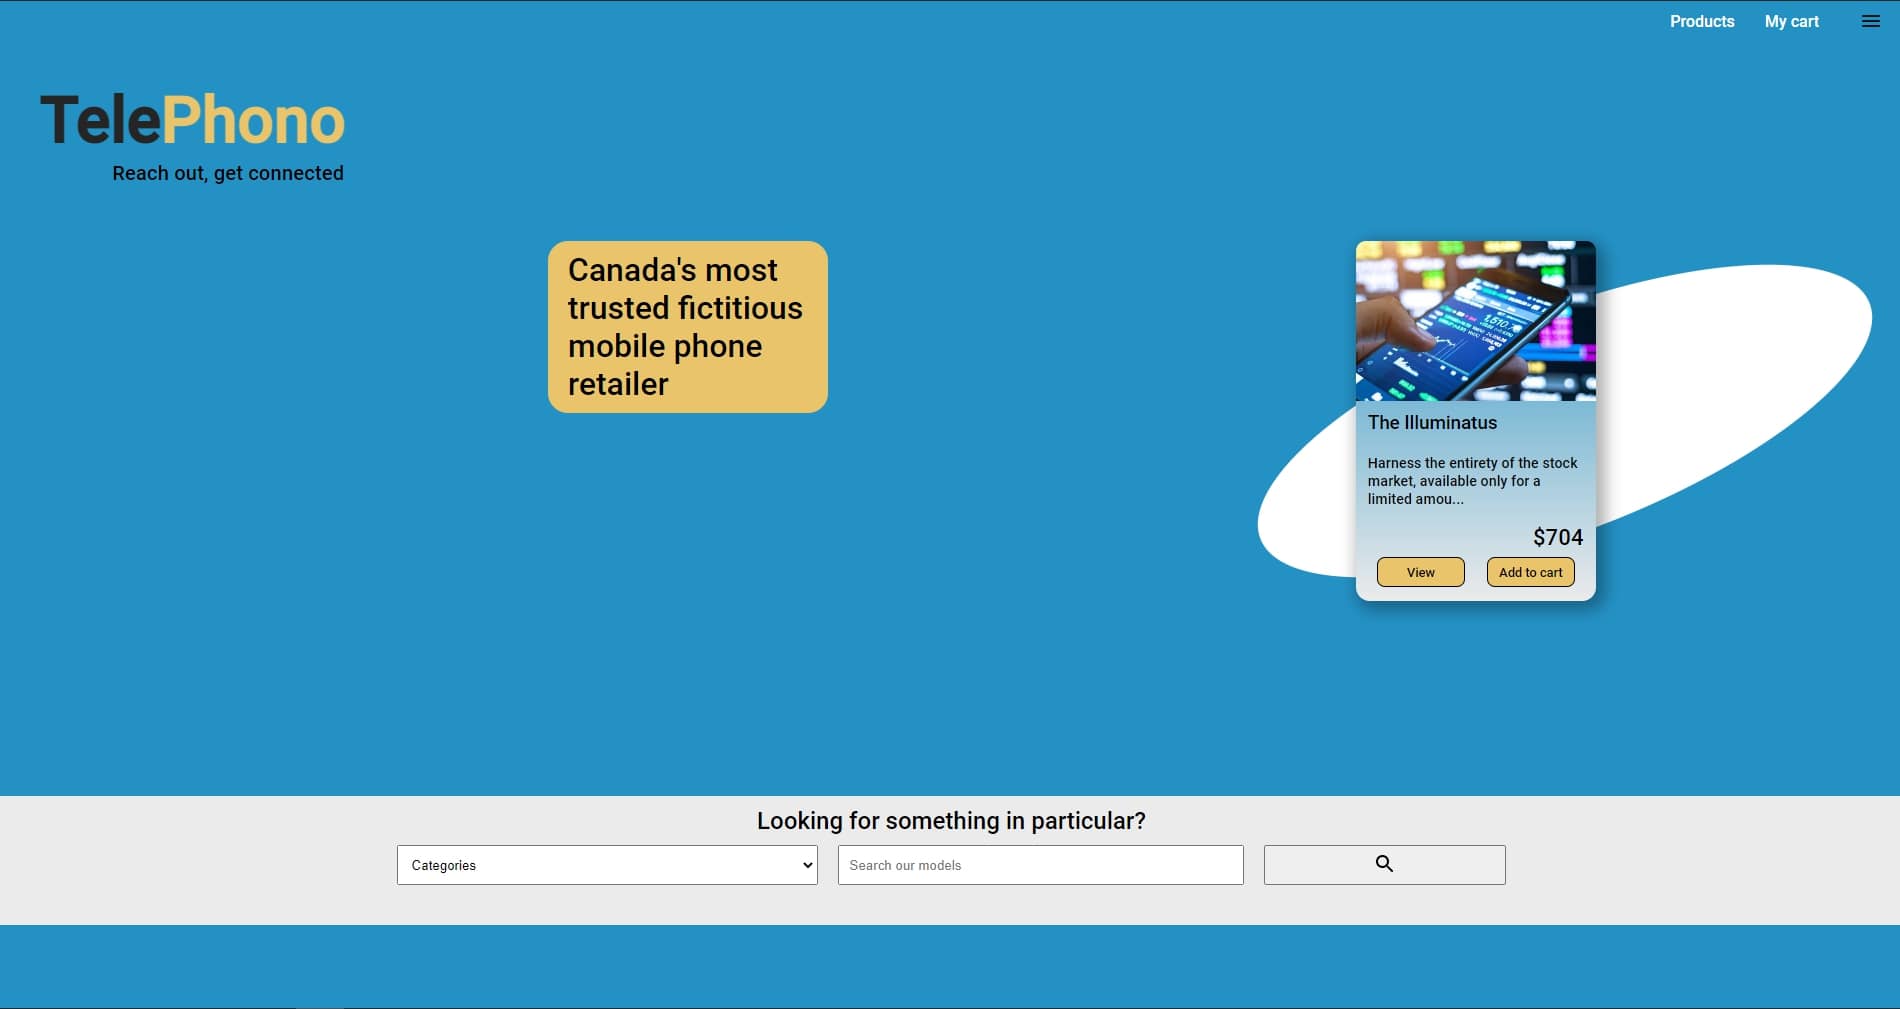 Products My cart
TelePhono
Reach out, get connected
Canada's most
trusted fictitious
mobile phone
retailer
The Illuminatus
Harness the entirety of the stock
market, available only for a
limited amou...
$704
View Add to cart
Looking for something in particular?
Categories Search our models